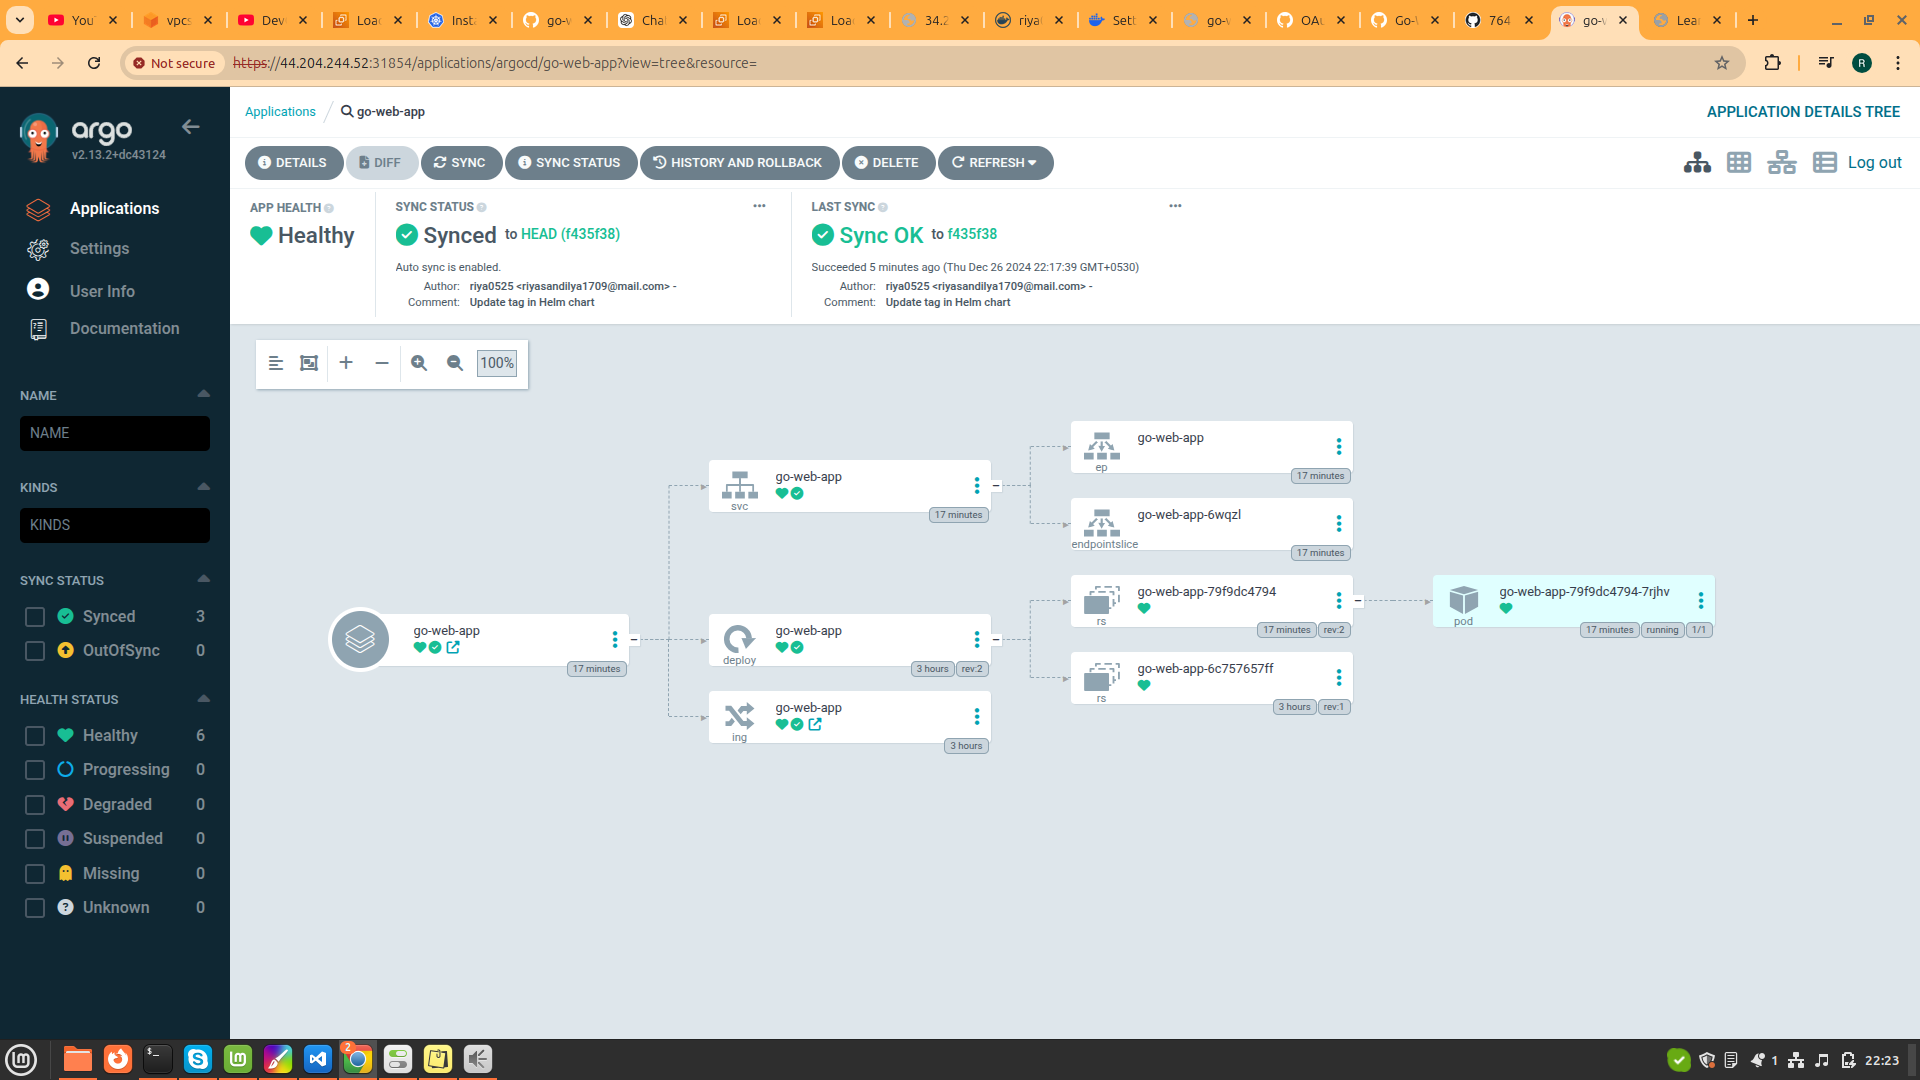 You
vpcs
Dev
Loa
Inst
go-w
Cha
Loa
Loa
34.2
riya
Sett
go-v
OAu
Go-
764
go-v
Lea
Not secure
https://44.204.244.52:31854/applications/argocd/go-web-app?view=tree&resource=
R
argo
v2.13.2+dc43124
Applications
Settings
User Info
Documentation
NAME
NAME
KINDS
KINDS
SYNC STATUS
Synced 3
OutOfSync 0
HEALTH STATUS
Healthy 6
Progressing 0
Degraded 0
Suspended 0
Missing 0
Unknown 0
Applications / go-web-app
APPLICATION DETAILS TREE
DETAILS
DIFF
SYNC
SYNC STATUS
HISTORY AND ROLLBACK
DELETE
REFRESH
Log out
APP HEALTH
Healthy
SYNC STATUS
Synced to HEAD (f435f38)
Auto sync is enabled.
Author: riya0525 <riyasandilya1709@mail.com> -
Comment: Update tag in Helm chart
LAST SYNC
Sync OK to f435f38
Succeeded 5 minutes ago (Thu Dec 26 2024 22:17:39 GMT+0530)
Author: riya0525 <riyasandilya1709@mail.com> -
Comment: Update tag in Helm chart
100%
go-web-app
17 minutes
svc
go-web-app
17 minutes
deploy
go-web-app
3 hours rev:2
ing
go-web-app
3 hours
ep
go-web-app
17 minutes
endpointslice
go-web-app-6wqzl
17 minutes
rs
go-web-app-79f9dc4794
17 minutes rev:2
rs
go-web-app-6c757657ff
3 hours rev:1
pod
go-web-app-79f9dc4794-7rjhv
17 minutes running 1/1
2
1
22:23